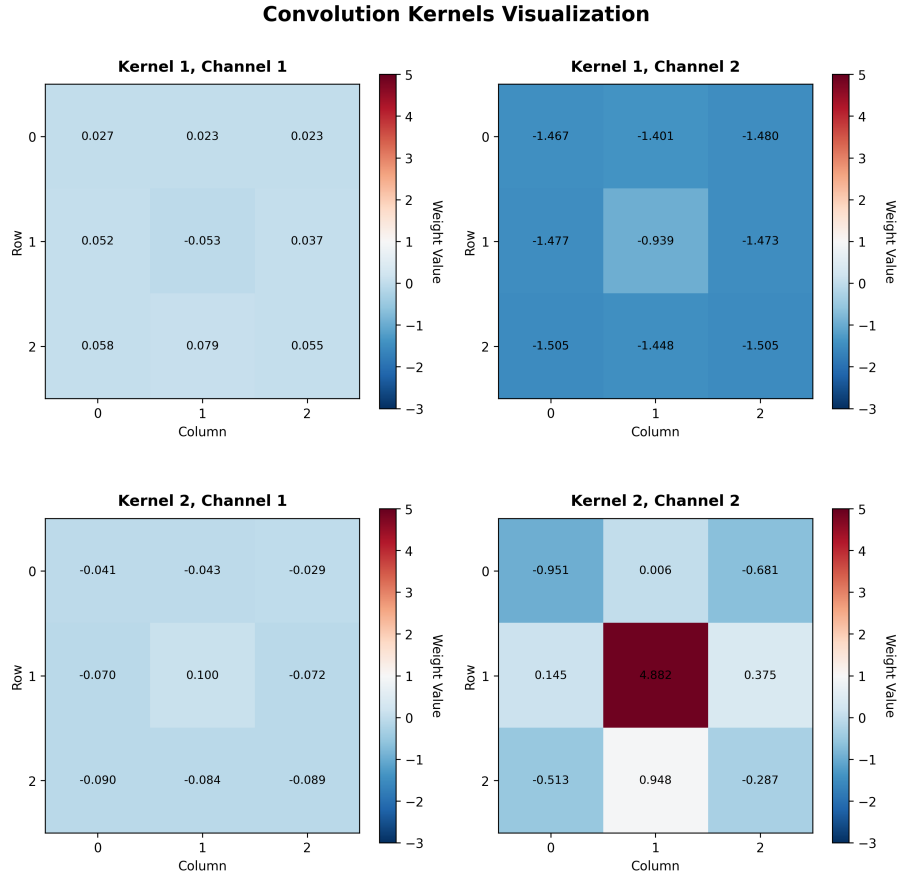 Convolution Kernels Visualization
Kernel 1, Channel 1
0.027 0.023 0.023
0.052 -0.053 0.037
0.058 0.079 0.055
0
1
2
Row
0 1 2
Column
5
4
3
2
1
0
−1
−2
−3
Weight Value
Kernel 1, Channel 2
-1.467 -1.401 -1.480
-1.477 -0.939 -1.473
-1.505 -1.448 -1.505
0 1 2
Column
5
4
3
2
1
0
−1
−2
−3
Weight Value
Kernel 2, Channel 1
-0.041 -0.043 -0.029
-0.070 0.100 -0.072
-0.090 -0.084 -0.089
0
1
2
Row
0 1 2
Column
5
4
3
2
1
0
−1
−2
−3
Weight Value
Kernel 2, Channel 2
-0.951 0.006 -0.681
0.145 4.882 0.375
-0.513 0.948 -0.287
0
1
2
Row
0 1 2
Column
5
4
3
2
1
0
−1
−2
−3
Weight Value